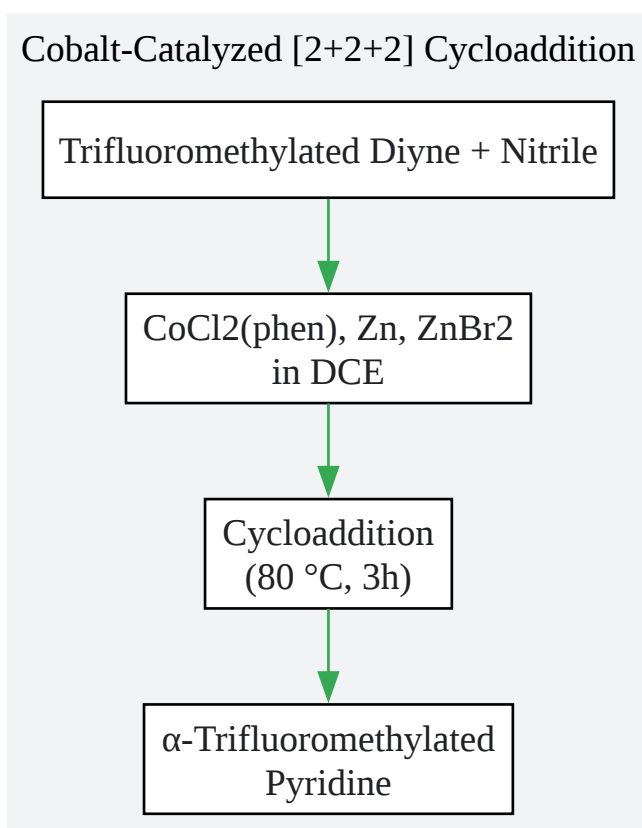 Cobalt-Catalyzed [2+2+2] Cycloaddition
Trifluoromethylated Diyne + Nitrile
CoCl2(phen), Zn, ZnBr2
in DCE
Cycloaddition
(80 °C, 3h)
α-Trifluoromethylated
Pyridine